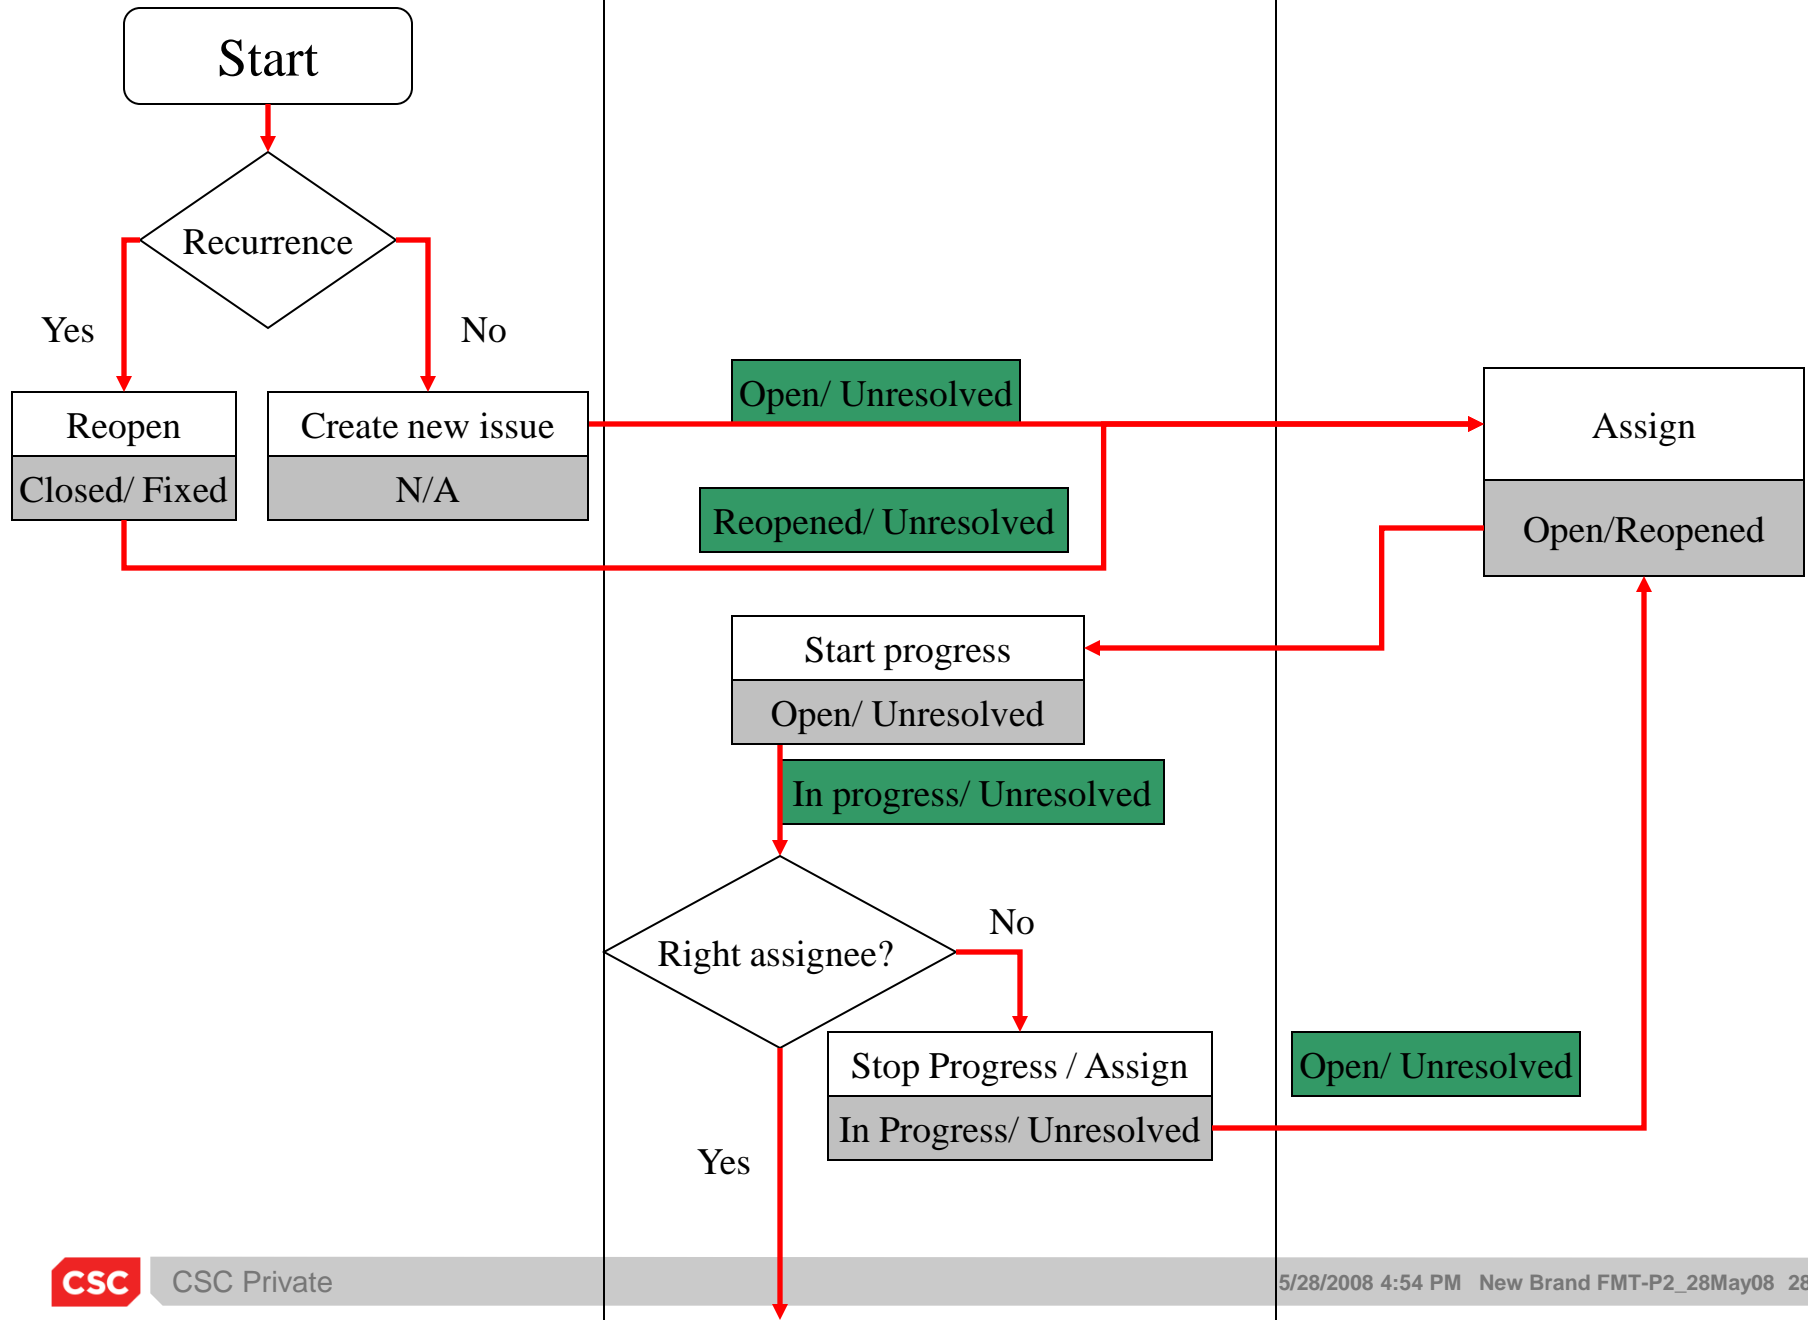 Start
Recurrence
Yes
No
Reopen
Closed/ Fixed
Create new issue
N/A
Open/ Unresolved
Reopened/ Unresolved
Assign
Open/Reopened
Start progress
Open/ Unresolved
In progress/ Unresolved
Right assignee?
No
Stop Progress / Assign
In Progress/ Unresolved
Open/ Unresolved
Yes
CSC CSC Private
5/28/2008 4:54 PM New Brand FMT-P2_28May08 28